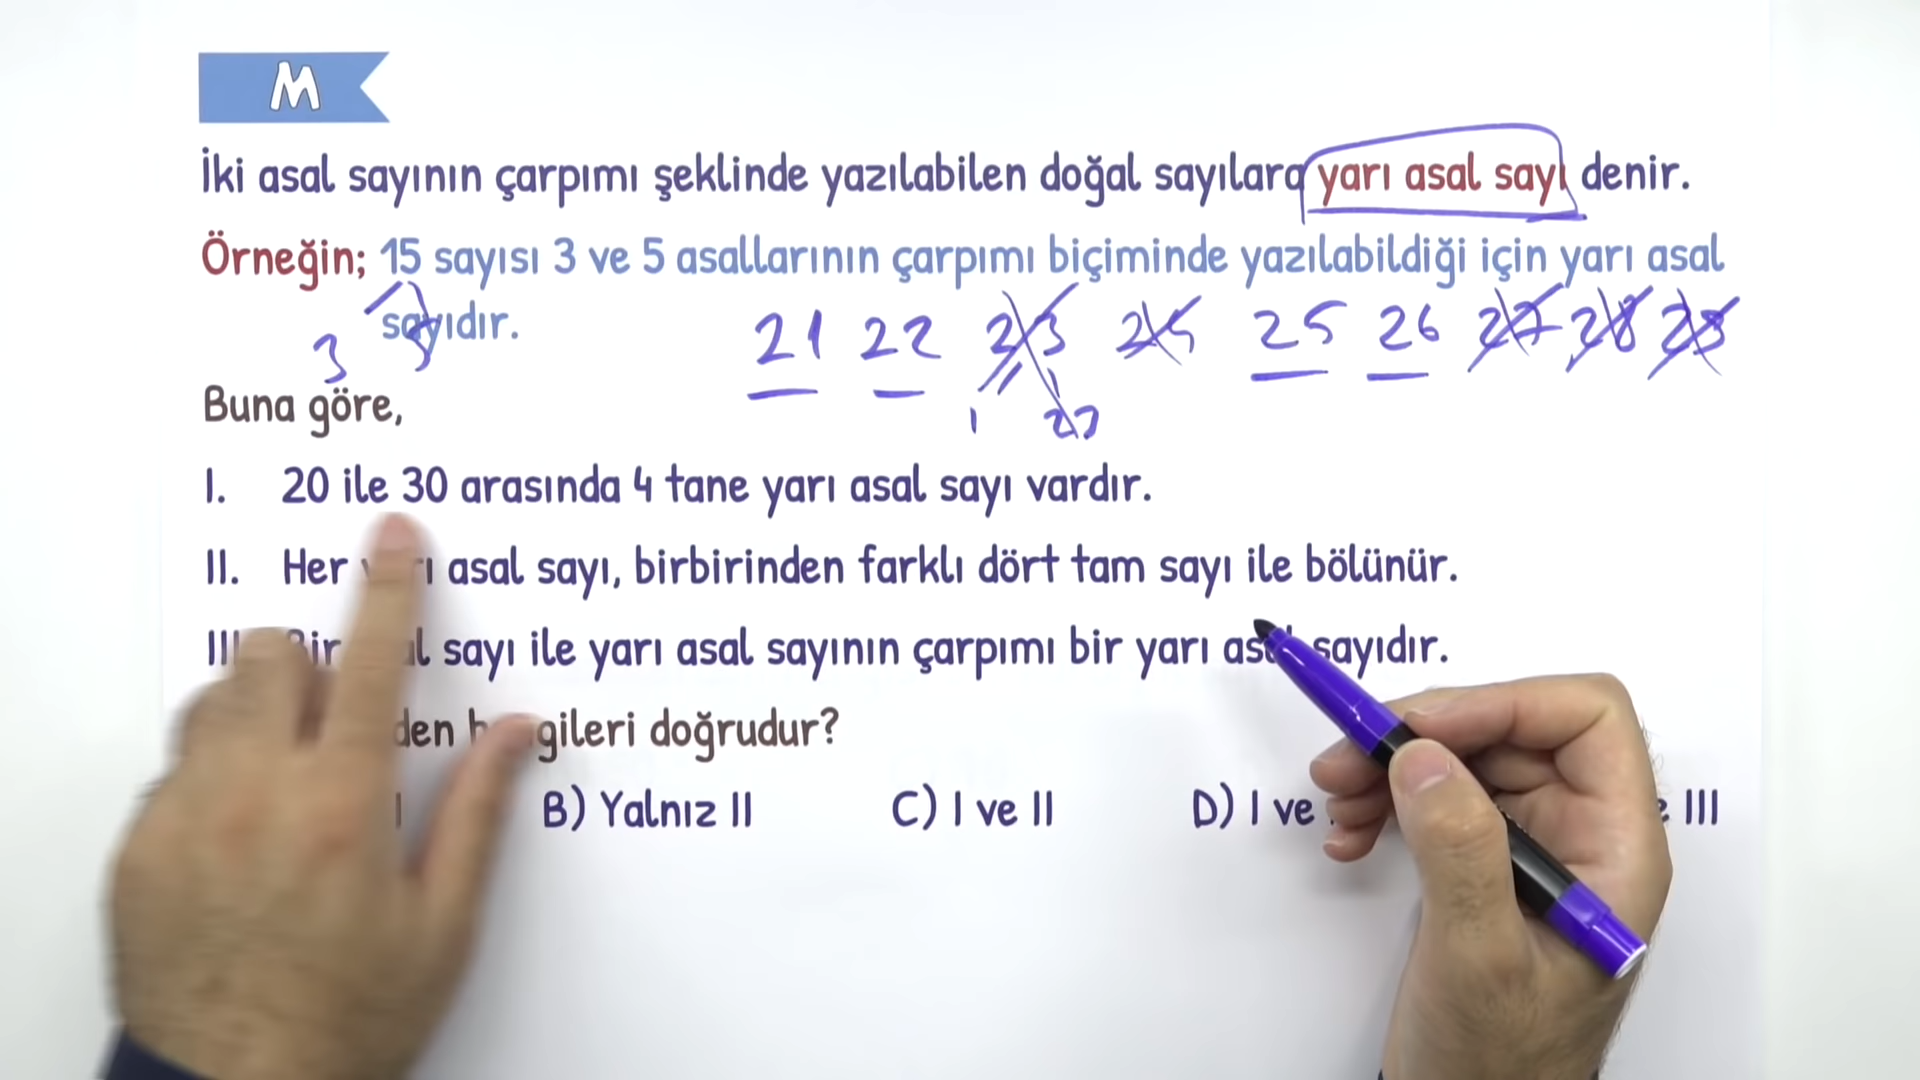 M
İki asal sayının çarpımı şeklinde yazılabilen doğal sayılara yarı asal sayı denir.
Örneğin; 15 sayısı 3 ve 5 asallarının çarpımı biçiminde yazılabildiği için yarı asal
sayıdır.
3 5
21 22 23 24 25 26 27 28 29
1 23
Buna göre,
I. 20 ile 30 arasında 4 tane yarı asal sayı vardır.
II. Her asal sayı, birbirinden farklı dört tam sayı ile bölünür.
III. Bir sayı ile yarı asal sayının çarpımı bir yarı asal sayıdır.
doğrudur?
I B) Yalnız II C) I ve II D) I ve III